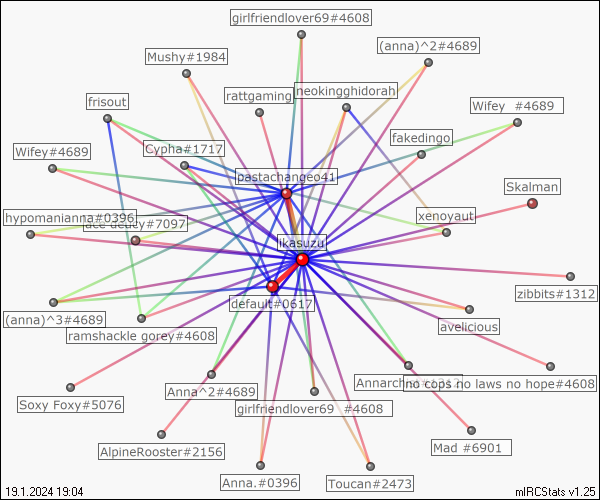 girlfriendlover69#4608
(anna)^2#4689
Mushy#1984
neokingghidorah
rattgaming
frisout
Wifey #4689
fakedingo
Cypha#1717
Wifey#4689
pastachangeo41
Skalman
hypomanianna#0396
ace deucy#7097
xenoyaut
ikasuzu
zibbits#1312
default#0617
(anna)^3#4689
avelicious
ramshackle gorey#4608
no cops no laws no hope#4608
Anna^2#4689
Soxy Foxy#5076
girlfriendlover69 #4608
Mad #6901
AlpineRooster#2156
Anna.#0396
Toucan#2473
19.1.2024 19:04
mIRCStats v1.25